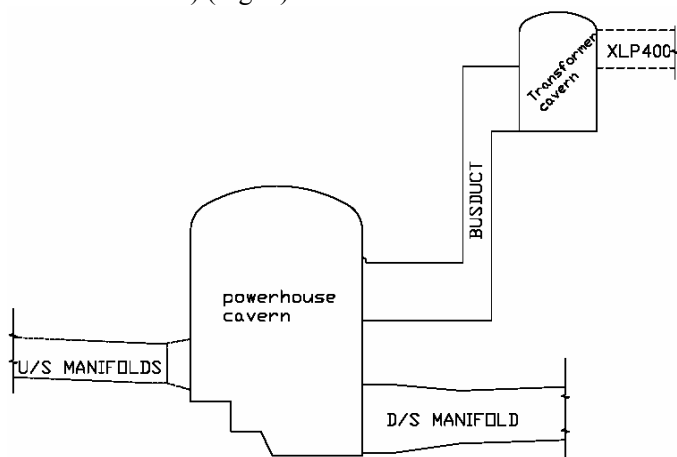 XLP400
Transformer
cavern
BUSDUCT
powerhouse
cavern
U/S MANIFOLDS
D/S MANIFOLD